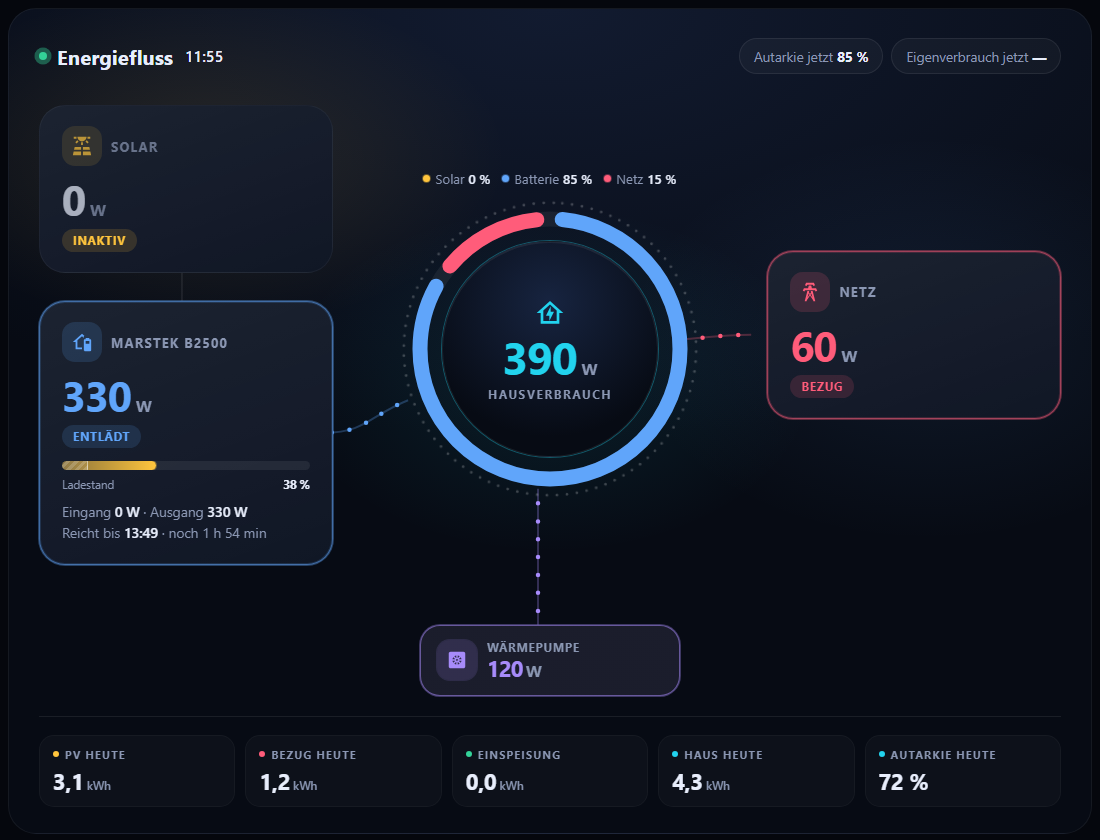 Energiefluss 11:55
Autarkie jetzt 85 %
Eigenverbrauch jetzt —
SOLAR
0 W
INAKTIV
Solar 0 % Batterie 85 % Netz 15 %
MARSTEK B2500
330 W
ENTLÄDT
Ladestand 38 %
Eingang 0 W · Ausgang 330 W
Reicht bis 13:49 · noch 1 h 54 min
390 W
HAUSVERBRAUCH
NETZ
60 W
BEZUG
WÄRMEPUMPE
120 W
PV HEUTE
3,1 kWh
BEZUG HEUTE
1,2 kWh
EINSPEISUNG
0,0 kWh
HAUS HEUTE
4,3 kWh
AUTARKIE HEUTE
72 %